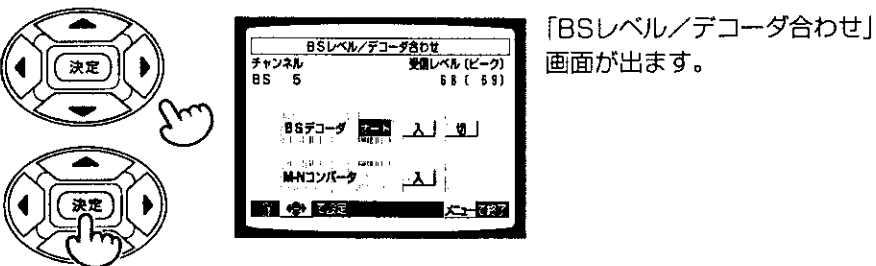 決定
決定
BSレベル／デコーダ合わせ
チャンネル 受信レベル(ピーク)
BS 5 68( 69)
BSデコーダ オート 入 切
M-Nコンバータ 入
で設定 メニューで終了
「BSレベル／デコーダ合わせ」
画面が出ます。